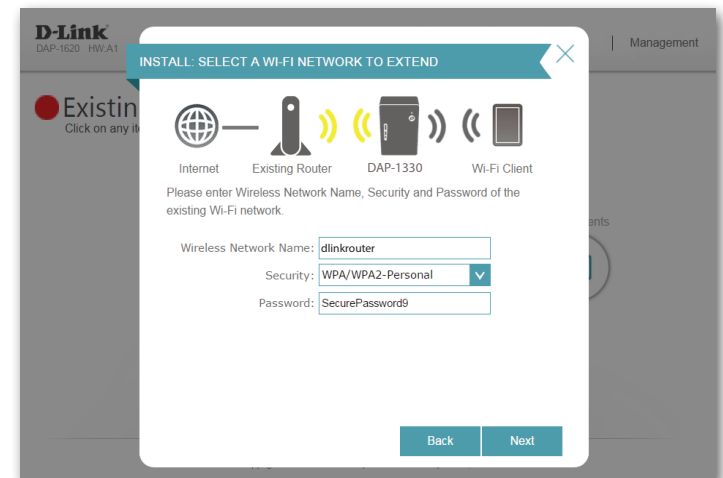 D-Link
DAP-1620 HW:A1
Management
INSTALL: SELECT A WI-FI NETWORK TO EXTEND
Existin
Click on any
Internet Existing Router DAP-1330 Wi-Fi Client
Please enter Wireless Network Name, Security and Password of the
existing Wi-Fi network.
Wireless Network Name: dlinkrouter
Security: WPA/WPA2-Personal
Password: SecurePassword9
ents
Back Next